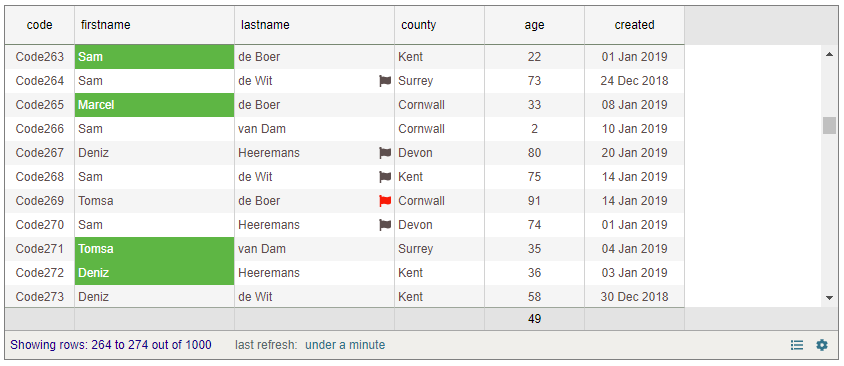 code firstname lastname county age created
Code263 Sam de Boer Kent 22 01 Jan 2019
Code264 Sam de Wit Surrey 73 24 Dec 2018
Code265 Marcel de Boer Cornwall 33 08 Jan 2019
Code266 Sam van Dam Cornwall 2 10 Jan 2019
Code267 Deniz Heeremans Devon 80 20 Jan 2019
Code268 Sam de Wit Kent 75 14 Jan 2019
Code269 Tomsa de Boer Cornwall 91 14 Jan 2019
Code270 Sam Heeremans Devon 74 01 Jan 2019
Code271 Tomsa van Dam Surrey 35 04 Jan 2019
Code272 Deniz Heeremans Kent 36 03 Jan 2019
Code273 Deniz de Wit Kent 58 30 Dec 2018
49
Showing rows: 264 to 274 out of 1000 last refresh: under a minute